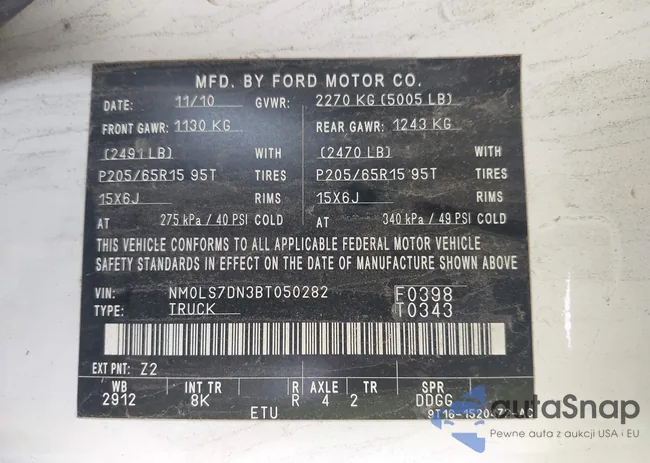 MFD. BY FORD MOTOR CO.
DATE: 11/10 GVWR: 2270 KG (5005 LB)
FRONT GAWR: 1130 KG REAR GAWR: 1243 KG
(2491 LB) WITH (2470 LB) WITH
P205/65R15 95T TIRES P205/65R15 95T TIRES
15X6J RIMS 15X6J RIMS
AT 275 kPa / 40 PSI COLD AT 340 kPa / 49 PSI COLD
THIS VEHICLE CONFORMS TO ALL APPLICABLE FEDERAL MOTOR VEHICLE
SAFETY STANDARDS IN EFFECT ON THE DATE OF MANUFACTURE SHOWN ABOVE
VIN: NM0LS7DN3BT050282 F0398
TYPE: TRUCK T0343
EXT PNT: Z2
WB INT TR R AXLE TR SPR
2912 8K R 4 2 DDGG
ETU
autaSnap
Pewne auta z aukcji USA i EU